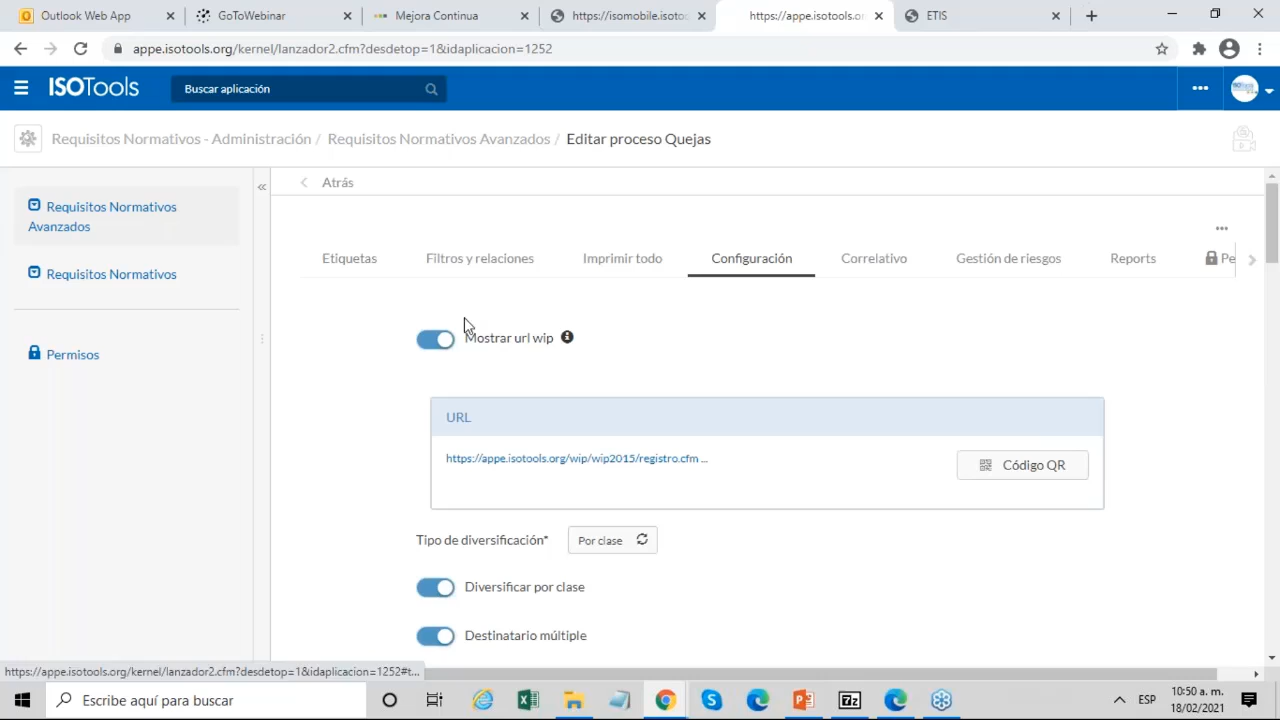 Outlook Web App
GoToWebinar
Mejora Continua
https://isomobile.isotoo
https://appe.isotools.or
ETIS
appe.isotools.org/kernel/lanzador2.cfm?desdetop=1&idaplicacion=1252
ISOTools
Buscar aplicación
Requisitos Normativos - Administración / Requisitos Normativos Avanzados / Editar proceso Quejas
Requisitos Normativos
Avanzados
Requisitos Normativos
Permisos
« 
Atrás
Etiquetas
Filtros y relaciones
Imprimir todo
Configuración
Correlativo
Gestión de riesgos
Reports
Pe
Mostrar url wip
URL
https://appe.isotools.org/wip/wip2015/registro.cfm ...
Código QR
Tipo de diversificación*
Por clase
Diversificar por clase
Destinatario múltiple
https://appe.isotools.org/kernel/lanzador2.cfm?desdetop=1&idaplicacion=1252#t...
Escribe aquí para buscar
ESP
10:50 a. m.
18/02/2021